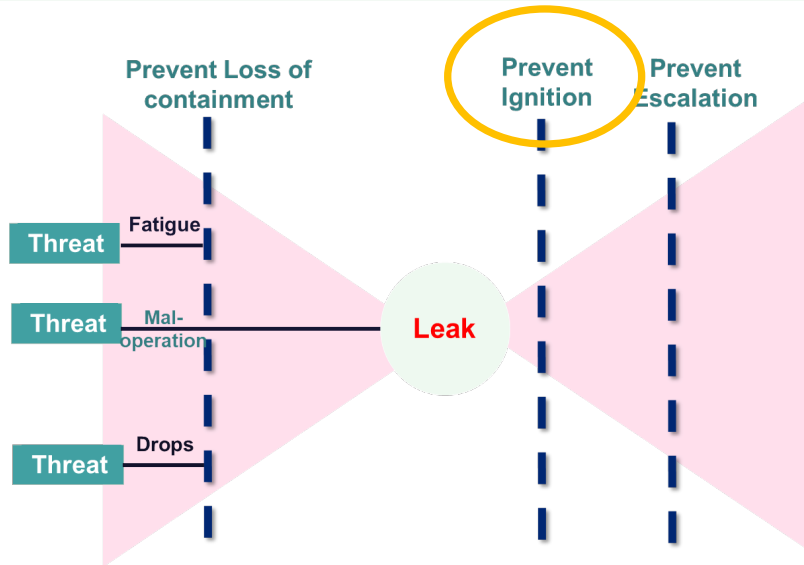 Prevent Loss of
containment
Prevent
Ignition
Prevent
Escalation
Threat
Fatigue
Threat
Mal-
operation
Leak
Threat
Drops